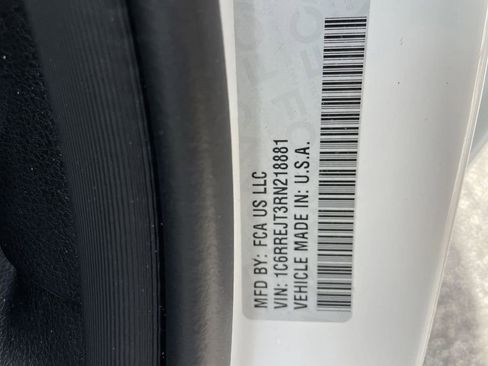 MFD BY: FCA US LLC
VIN: 1C6RREJT3RN218881
VEHICLE MADE IN: U.S.A.